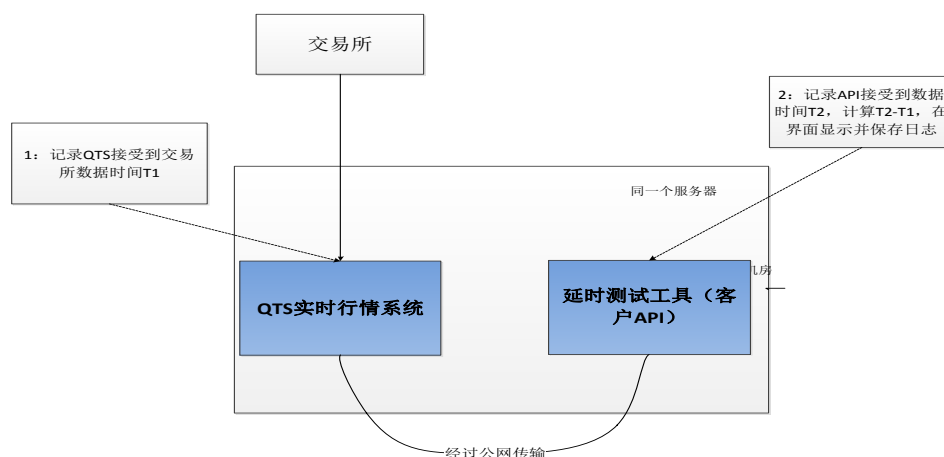 交易所
2：记录API接受到数据
时间T2，计算T2-T1，在
界面显示并保存日志
1：记录QTS接受到交易
所数据时间T1
同一个服务器
机房
QTS实时行情系统
延时测试工具（客
户API）
经过公网传输